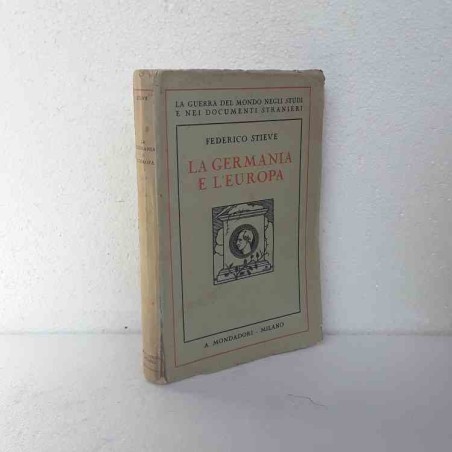 LA GUERRA DEL MONDO NEGLI STUDI
E NEI DOCUMENTI STRANIERI
FEDERICO STIEVE
LA GERMANIA
E L'EUROPA
A. MONDADORI - MILANO